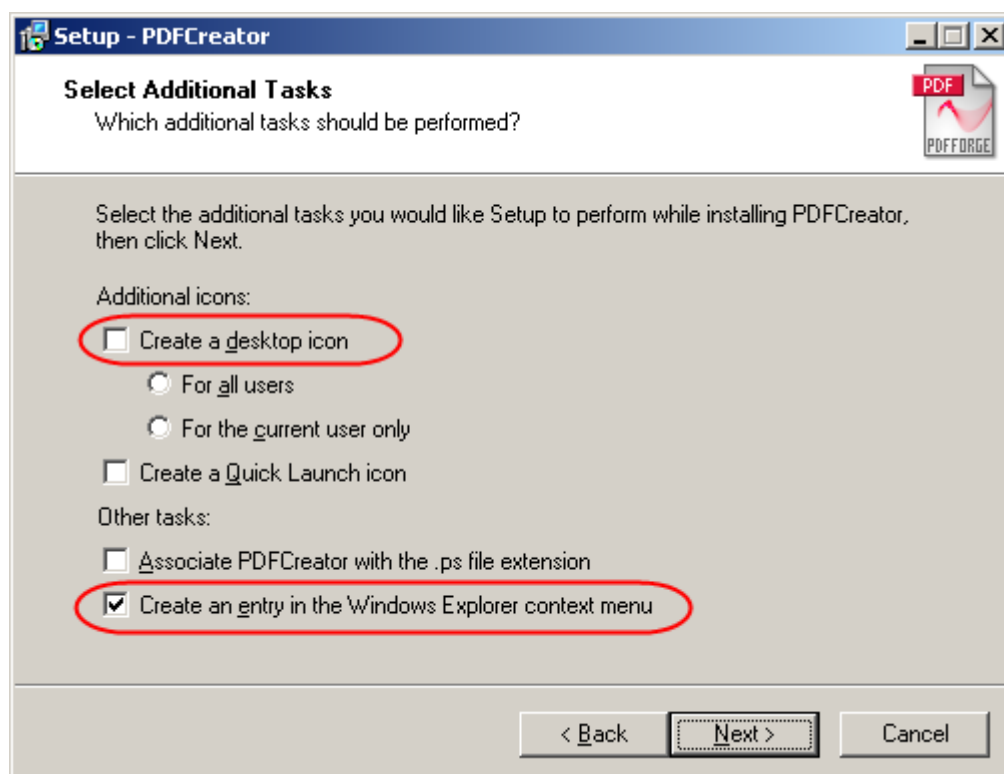 Setup - PDFCreator
Select Additional Tasks
Which additional tasks should be performed?
PDF
PDFFORGE
Select the additional tasks you would like Setup to perform while installing PDFCreator,
then click Next.
Additional icons:
Create a desktop icon
For all users
For the current user only
Create a Quick Launch icon
Other tasks:
Associate PDFCreator with the .ps file extension
Create an entry in the Windows Explorer context menu
< Back
Next >
Cancel